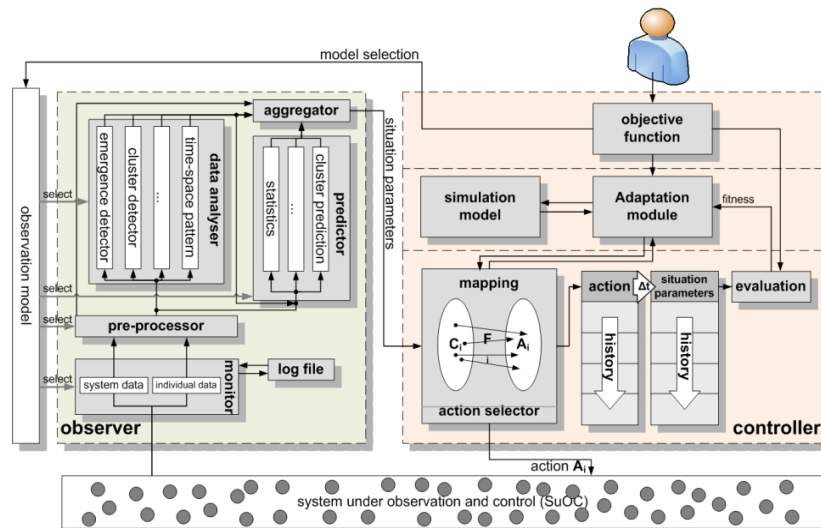 model selection
objective
function
aggregator
emergence detector
cluster detector
...
time-space pattern
data analyser
statistics
...
cluster prediction
predictor
situation parameters
select
simulation
model
Adaptation
module
fitness
observation model
select
select
select
pre-processor
system data
individual data
monitor
log file
observer
mapping
Ci
F
i
Ai
action selector
action
Δt
situation
parameters
history
history
evaluation
controller
action Ai
system under observation and control (SuOC)